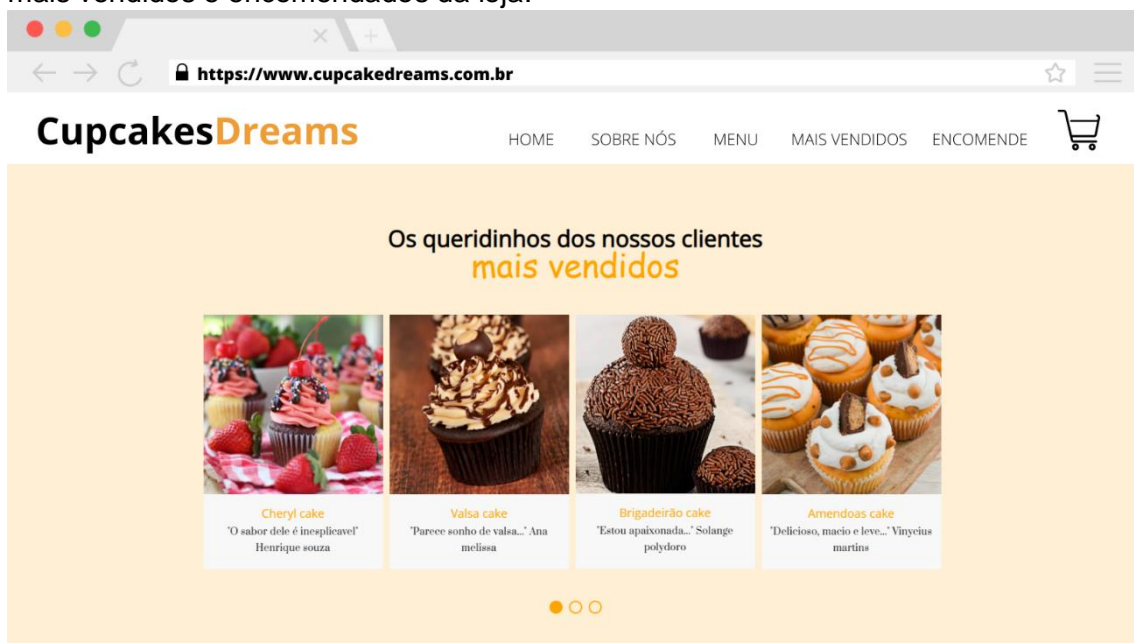 mais vendidos e encomendados da loja.
https://www.cupcakedreams.com.br
CupcakesDreams
HOME SOBRE NÓS MENU MAIS VENDIDOS ENCOMENDE
Os queridinhos dos nossos clientes
mais vendidos
Cheryl cake
"O sabor dele é inesplicavel"
Henrique souza
Valsa cake
"Parece sonho de valsa..." Ana
melissa
Brigadeirão cake
"Estou apaixonada..." Solange
polydoro
Amendoas cake
"Delicioso, macio e leve..." Vinycius
martins